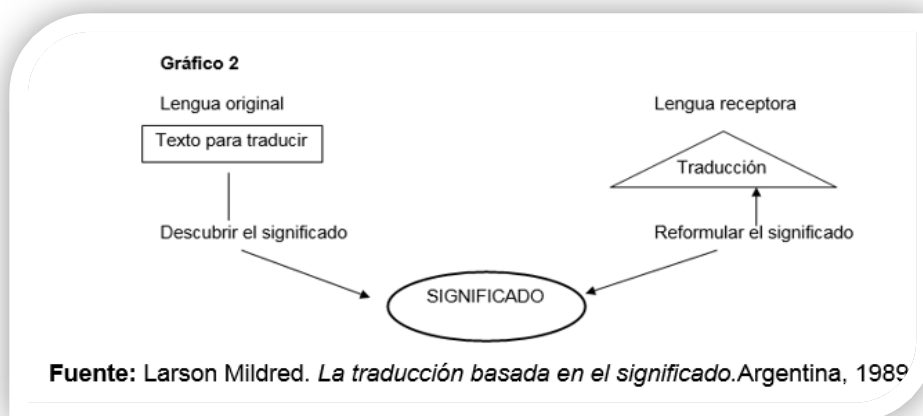 Gráfico 2
Lengua original
Lengua receptora
Texto para traducir
Traducción
Descubrir el significado
Reformular el significado
SIGNIFICADO
Fuente: Larson Mildred. La traducción basada en el significado.Argentina, 1989